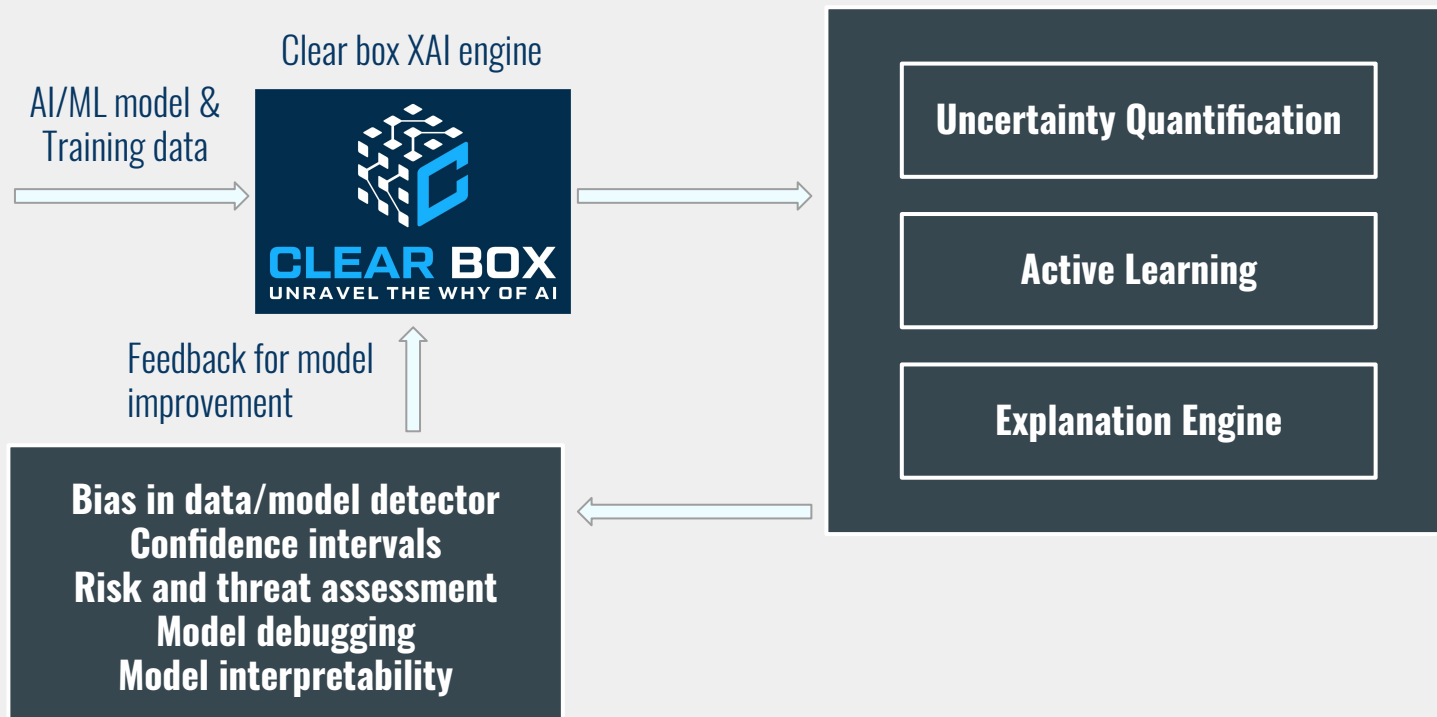 Clear box XAI engine
AI/ML model &
Training data
CLEAR BOX
UNRAVEL THE WHY OF AI
Uncertainty Quantification
Active Learning
Explanation Engine
Feedback for model
improvement
Bias in data/model detector
Confidence intervals
Risk and threat assessment
Model debugging
Model interpretability